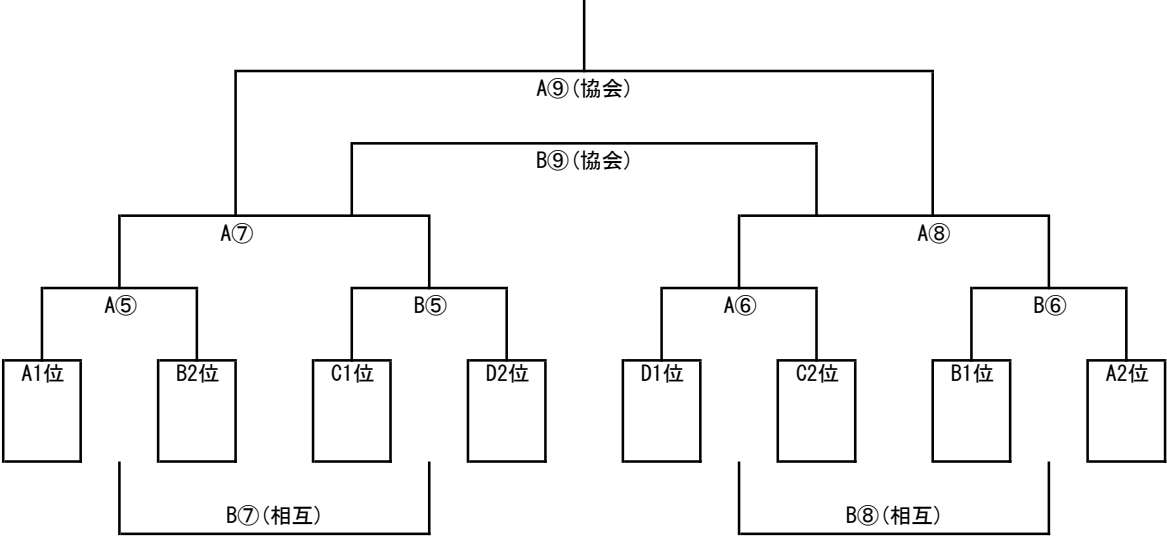 A⑨(協会)
B⑨(協会)
A⑦
A⑧
A⑤
B⑤
A⑥
B⑥
A1位
B2位
C1位
D2位
D1位
C2位
B1位
A2位
B⑦(相互)
B⑧(相互)